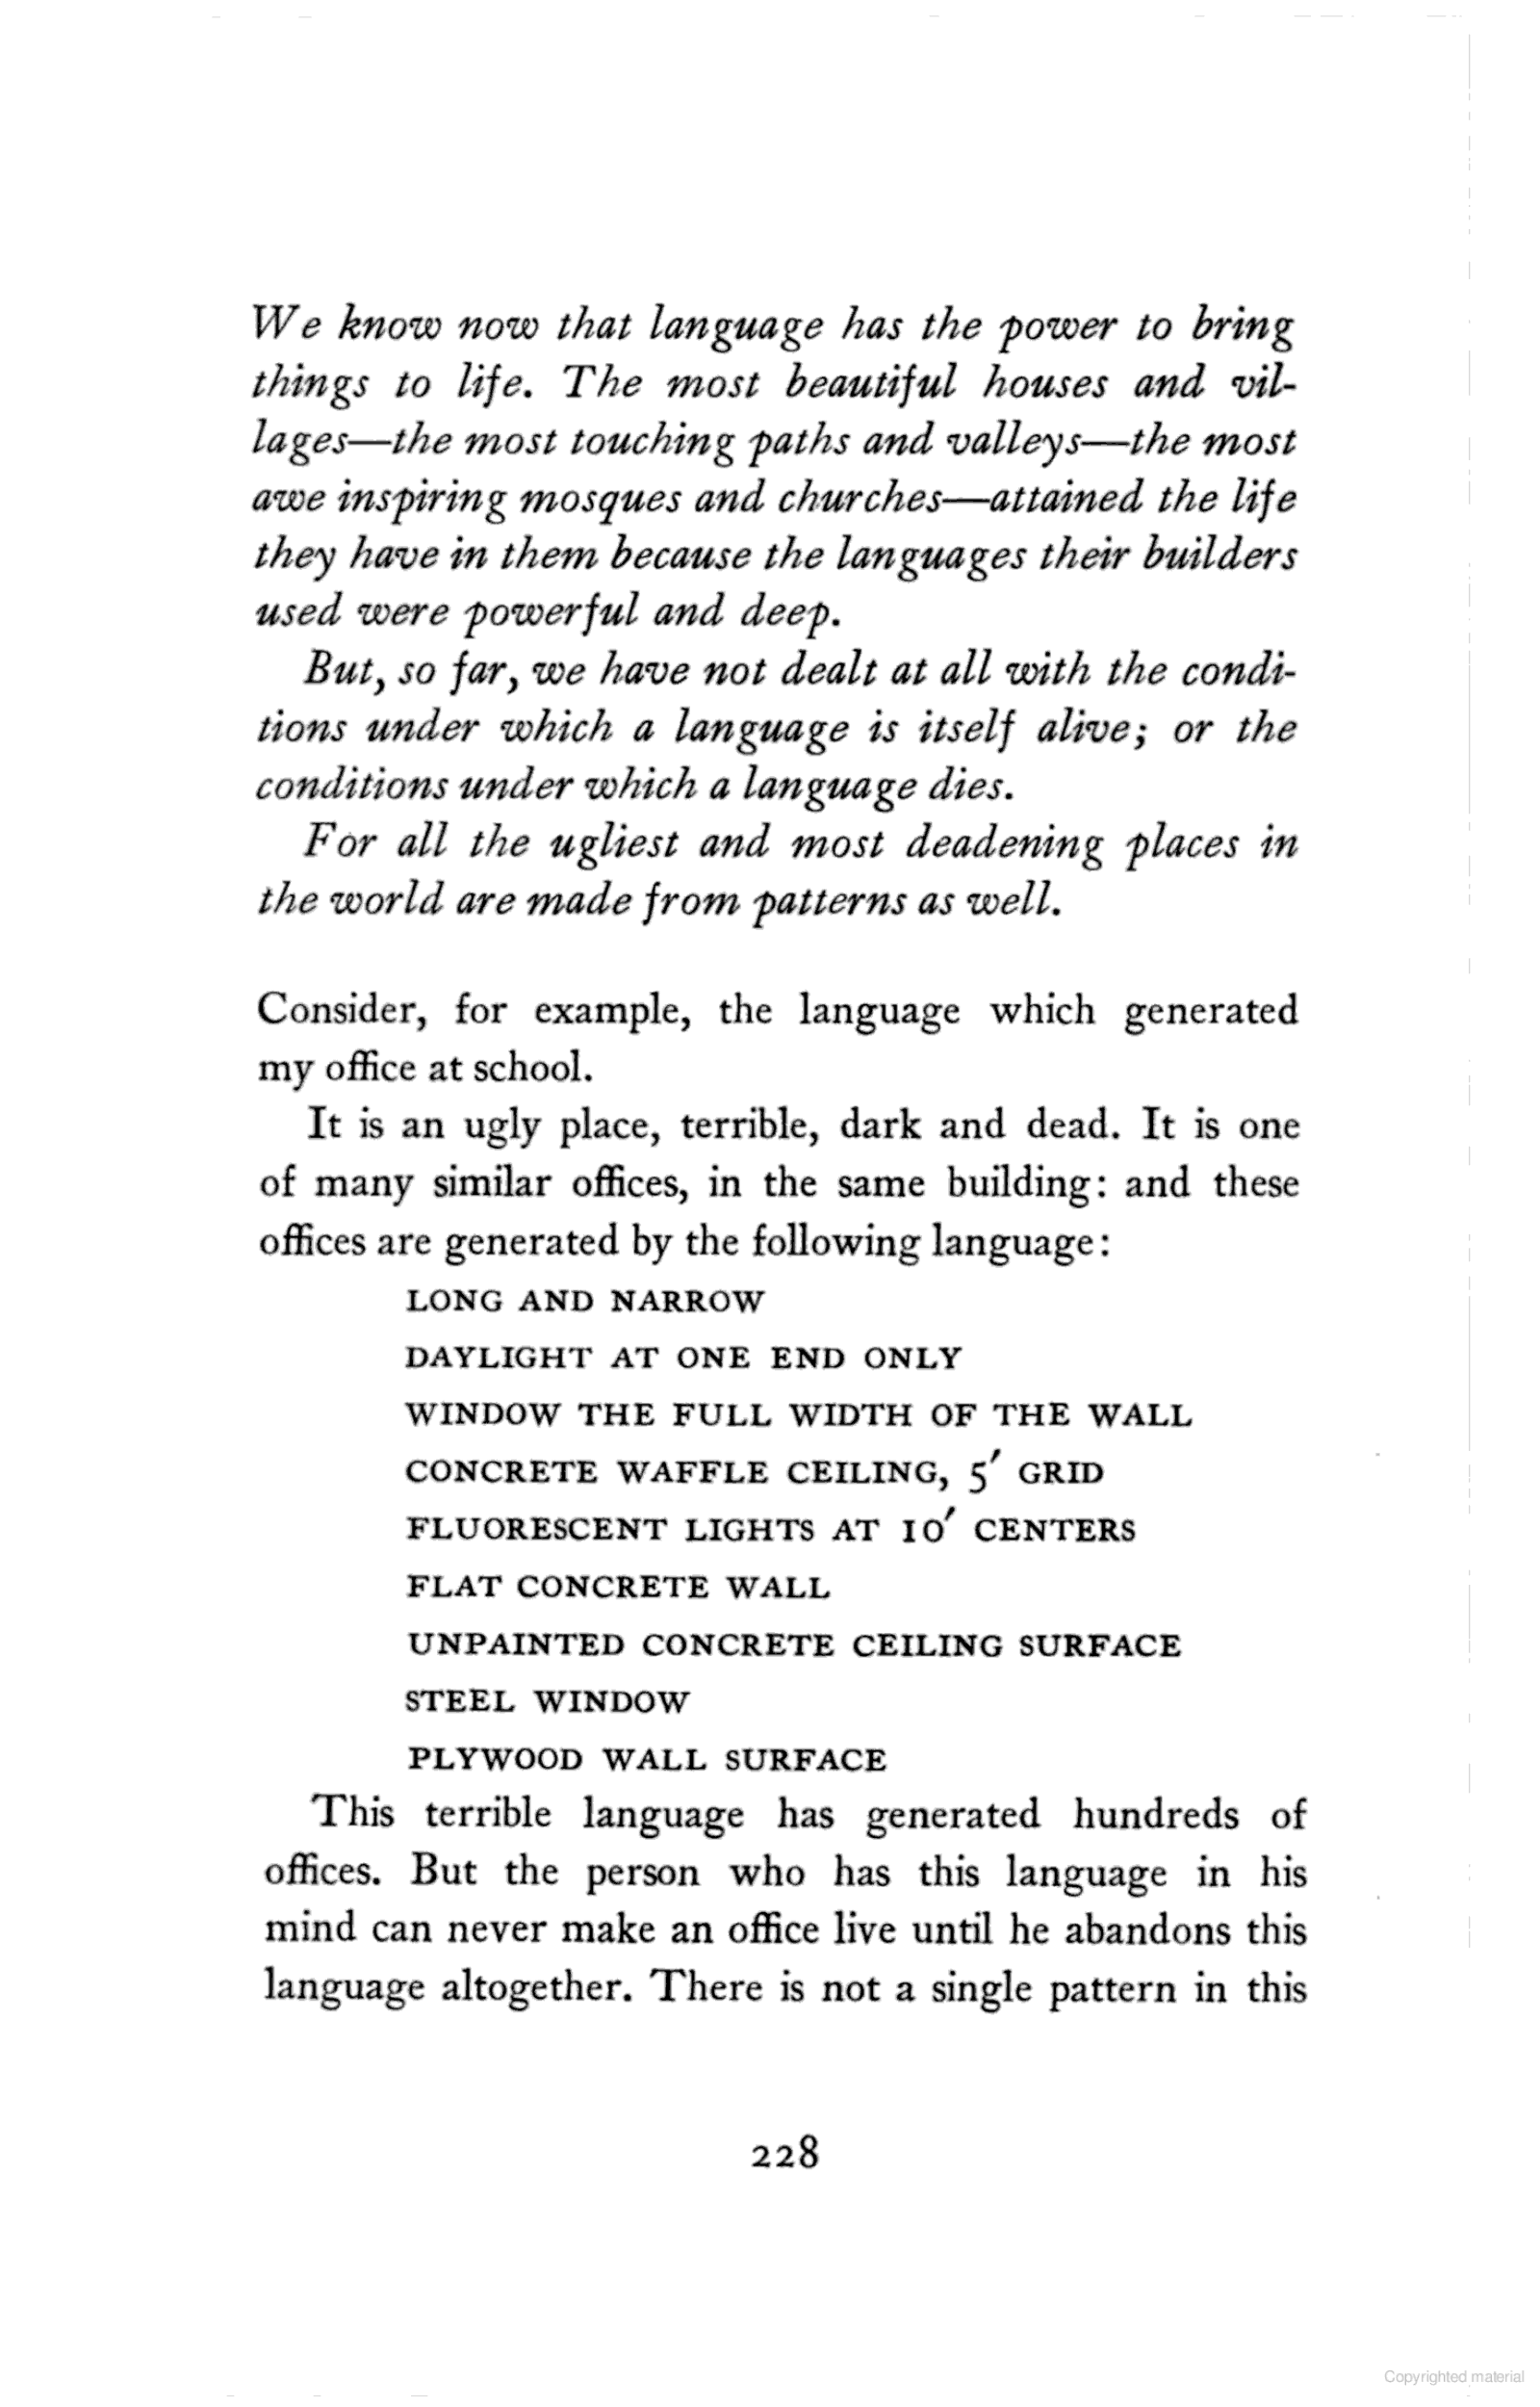 We know now that language has the power to bring
things to life. The most beautiful houses and vil-
lages—the most touching paths and valleys—the most
awe inspiring mosques and churches—attained the life
they have in them because the languages their builders
used were powerful and deep.
But, so far, we have not dealt at all with the condi-
tions under which a language is itself alive; or the
conditions under which a language dies.
For all the ugliest and most deadening places in
the world are made from patterns as well.
Consider, for example, the language which generated
my office at school.
It is an ugly place, terrible, dark and dead. It is one
of many similar offices, in the same building: and these
offices are generated by the following language:
LONG AND NARROW
DAYLIGHT AT ONE END ONLY
WINDOW THE FULL WIDTH OF THE WALL
CONCRETE WAFFLE CEILING, 5′ GRID
FLUORESCENT LIGHTS AT 10′ CENTERS
FLAT CONCRETE WALL
UNPAINTED CONCRETE CEILING SURFACE
STEEL WINDOW
PLYWOOD WALL SURFACE
This terrible language has generated hundreds of
offices. But the person who has this language in his
mind can never make an office live until he abandons this
language altogether. There is not a single pattern in this
228
Copyrighted material